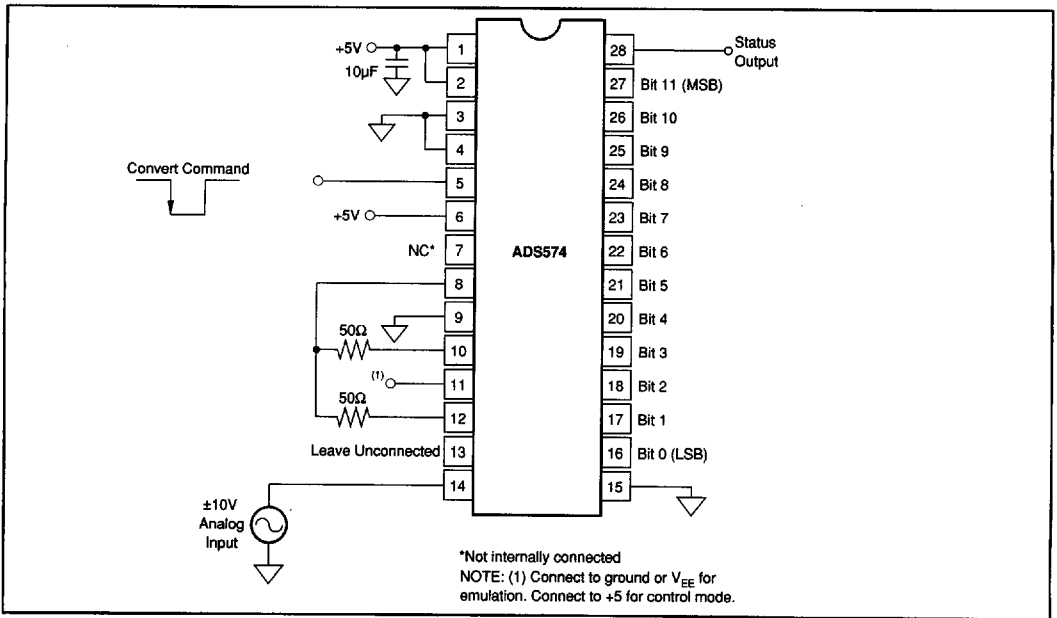 +5V
10µF
1
2
3
4
Convert Command
5
+5V
6
NC*
7
8
9
50Ω
10
(1)
11
50Ω
12
Leave Unconnected
13
14
±10V
Analog
Input
ADS574
28
Status
Output
27
Bit 11 (MSB)
26
Bit 10
25
Bit 9
24
Bit 8
23
Bit 7
22
Bit 6
21
Bit 5
20
Bit 4
19
Bit 3
18
Bit 2
17
Bit 1
16
Bit 0 (LSB)
15
*Not internally connected
NOTE: (1) Connect to ground or VEE for
emulation. Connect to +5 for control mode.